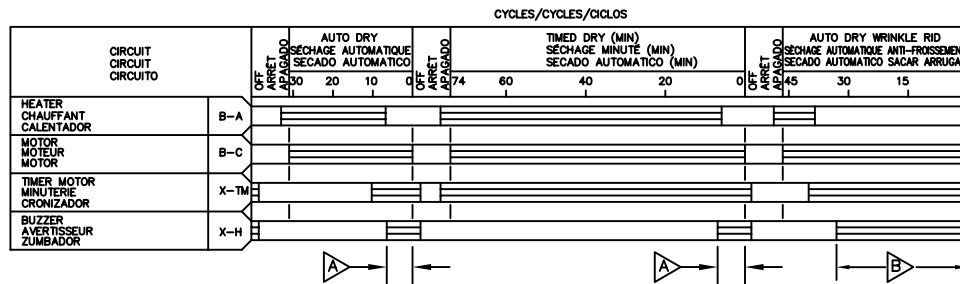 CYCLES/CYCLES/CICLOS
CIRCUIT
CIRCUIT
CIRCUITO
OFF
ARRÊT
APAGADO
AUTO DRY
SÉCHAGE AUTOMATIQUE
SECADO AUTOMATICO
30 20 10 0
OFF
ARRÊT
APAGADO
TIMED DRY (MIN)
SÉCHAGE MINUTÉ (MIN)
SECADO AUTOMATICO (MIN)
74 60 40 20 0
OFF
ARRÊT
APAGADO
AUTO DRY WRINKLE RID
SÉCHAGE AUTOMATIQUE ANTI-FROISSEMEN
SECADO AUTOMATICO SACAR ARRUGA
45 30 15
HEATER
CHAUFFANT
CALENTADOR
B-A
MOTOR
MOTEUR
MOTOR
B-C
TIMER MOTOR
MINUTERIE
CRONIZADOR
X-TM
BUZZER
AVERTISSEUR
ZUMBADOR
X-H
A A B